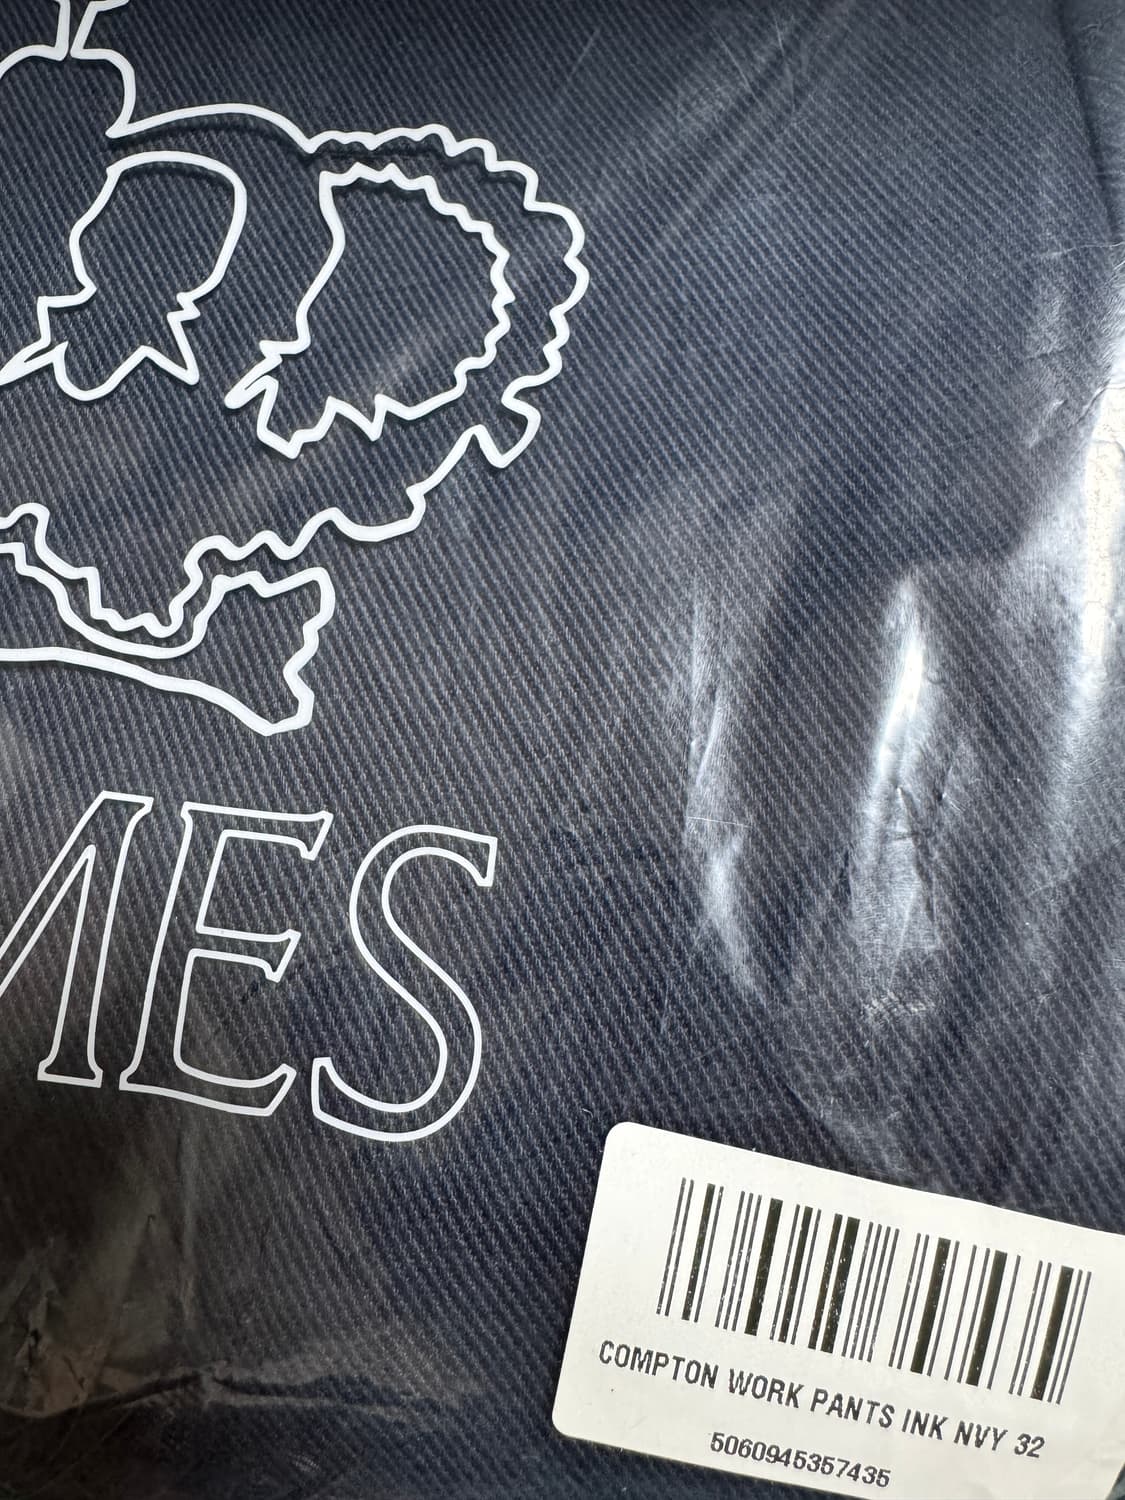 MES
COMPTON WORK PANTS INK NVY 32
5060945357435